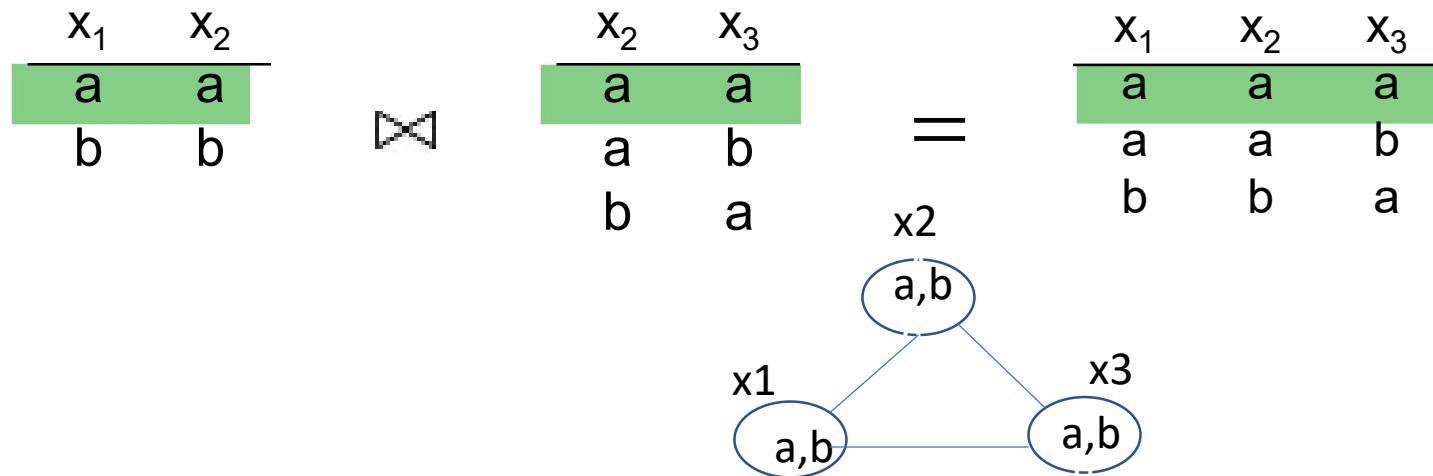 x₁ x₂
a a
b b
⋈
x₂ x₃
a a
a b
b a
=
x₁ x₂ x₃
a a a
a a b
b b a
x2
a,b
x1
a,b
x3
a,b